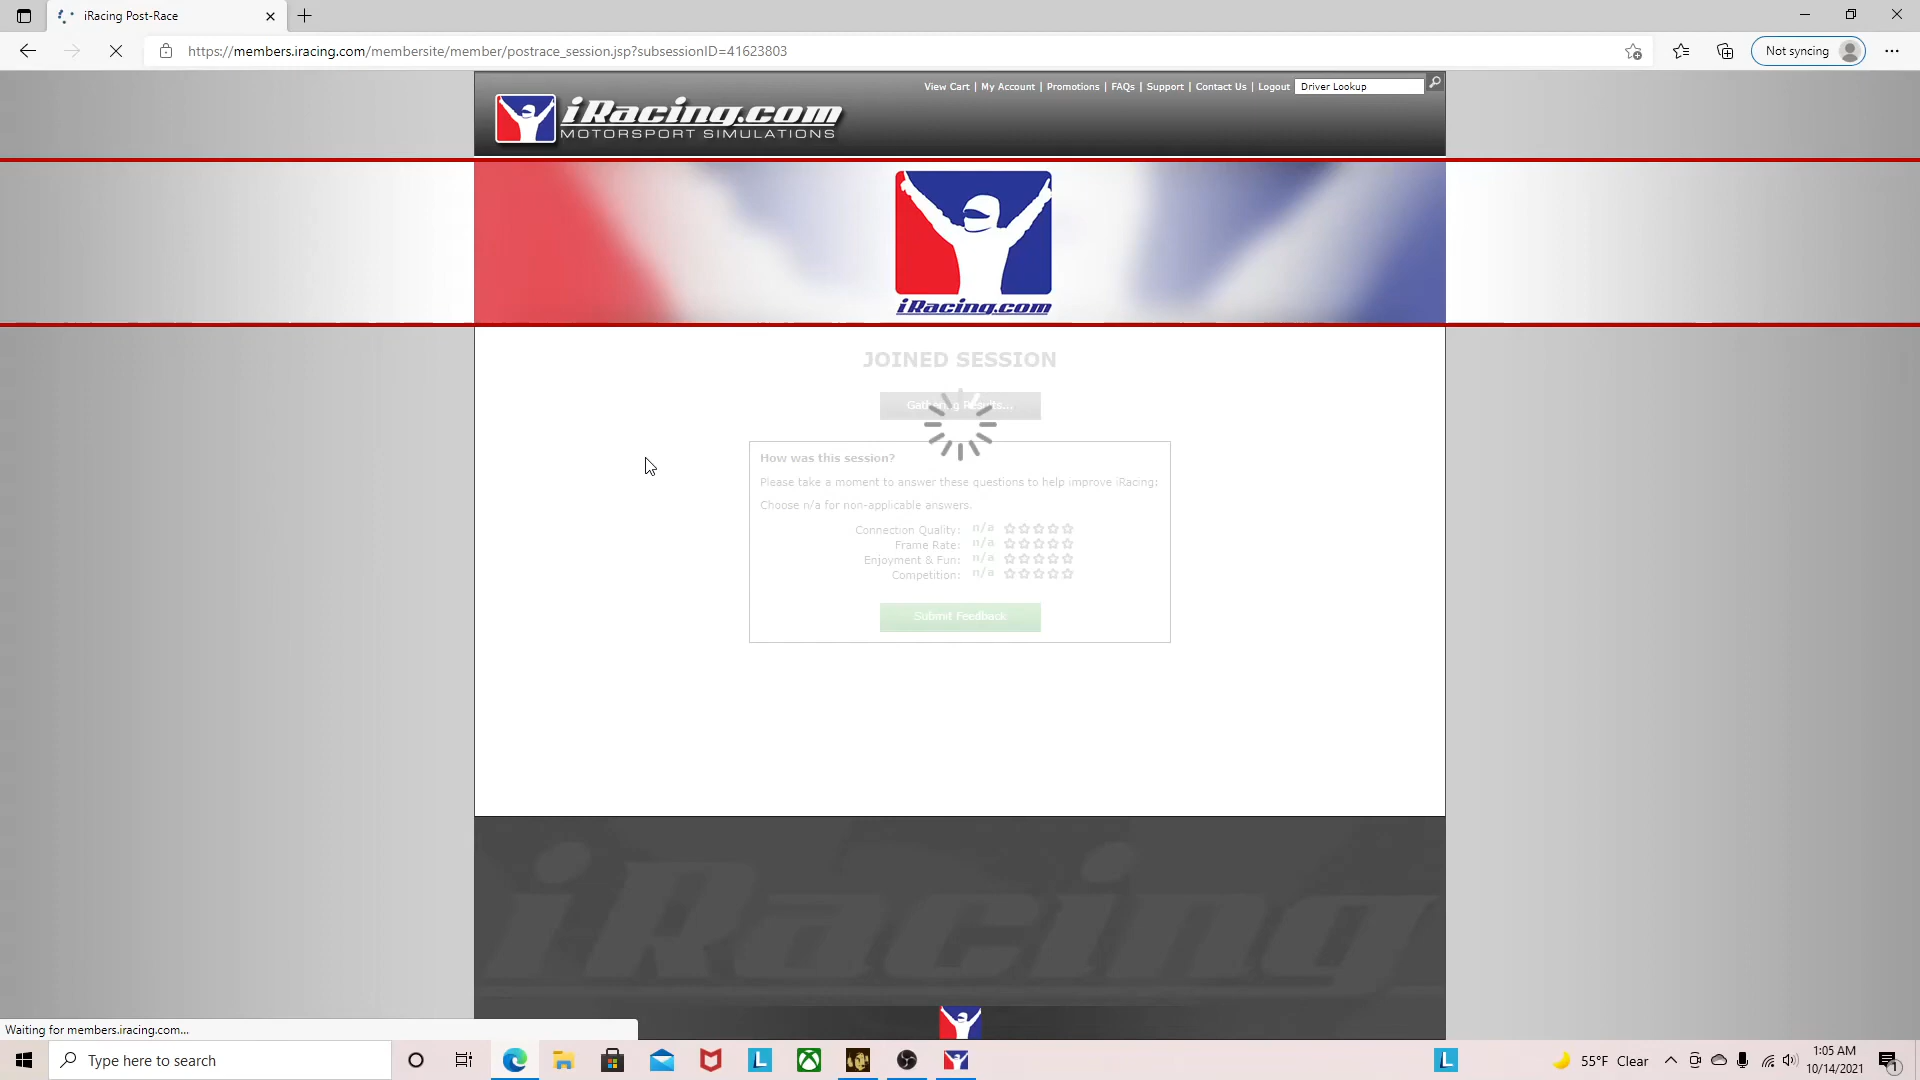 iRacing Post-Race
https://members.iracing.com/membersite/member/postrace_session.jsp?subsessionID=41623803
Not syncing
View Cart | My Account | Promotions | FAQs | Support | Contact Us | Logout
Driver Lookup
iRacing.com
MOTORSPORT SIMULATIONS
iRacing.com
JOINED SESSION
Gathering Results...
How was this session?
Please take a moment to answer these questions to help improve iRacing:
Choose n/a for non-applicable answers.
Connection Quality: n/a
Frame Rate: n/a
Enjoyment & Fun: n/a
Competition: n/a
Submit Feedback
iRacing
Waiting for members.iracing.com...
Type here to search
L
L
55°F Clear
1:05 AM
10/14/2021
1